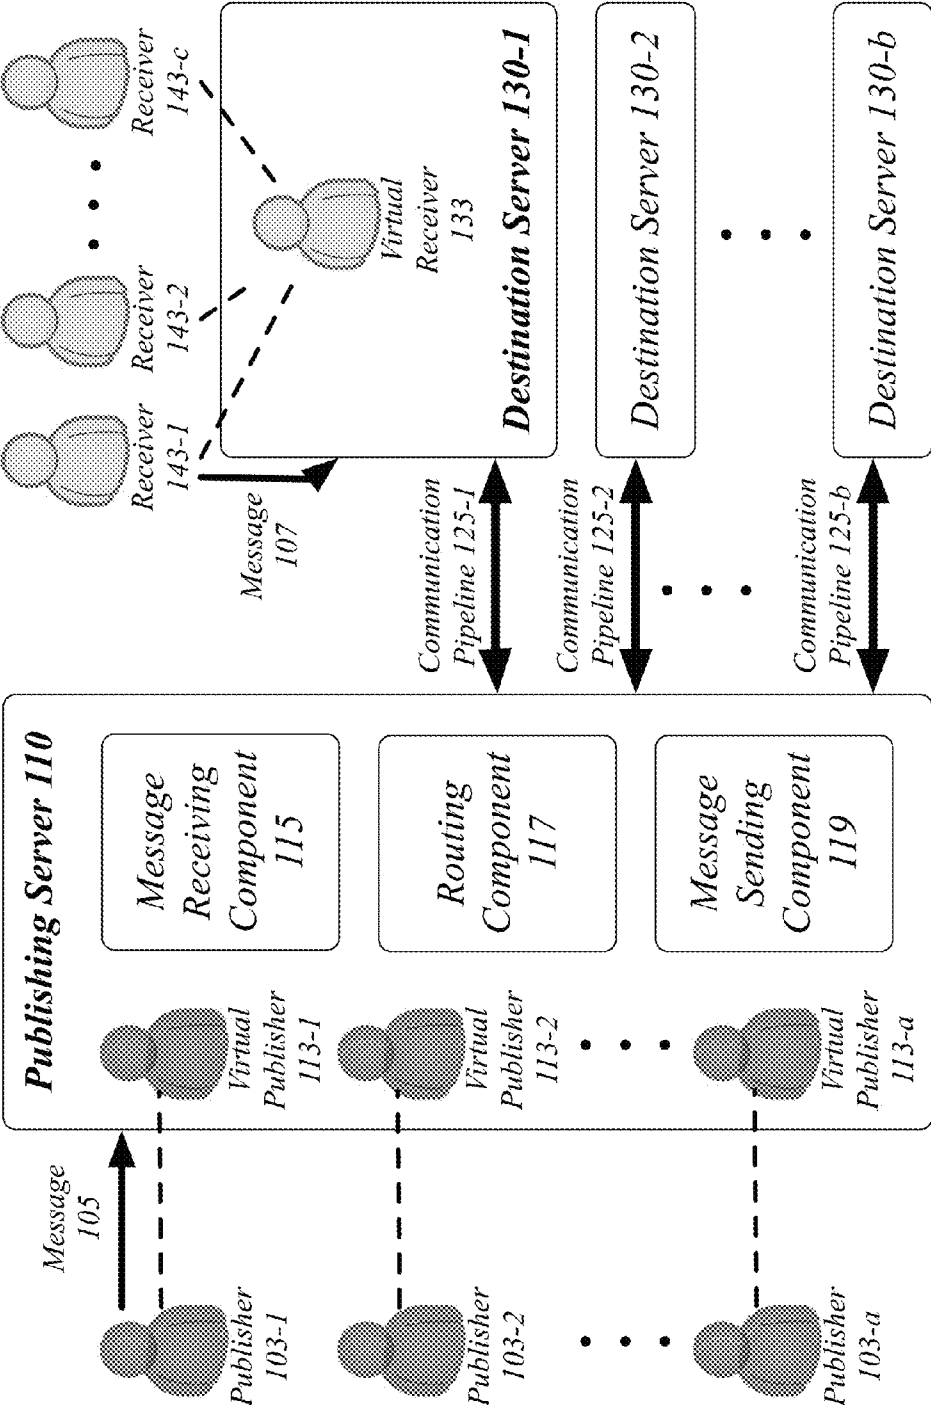 Publisher
103-1
Publisher
103-2
Publisher
103-a
Message
105
Publishing Server 110
Virtual
Publisher
113-1
Virtual
Publisher
113-2
Virtual
Publisher
113-a
Message
Receiving
Component
115
Routing
Component
117
Message
Sending
Component
119
Communication
Pipeline 125-1
Communication
Pipeline 125-2
Communication
Pipeline 125-b
Message
107
Receiver
143-1
Receiver
143-2
Receiver
143-c
Virtual
Receiver
133
Destination Server 130-1
Destination Server 130-2
Destination Server 130-b